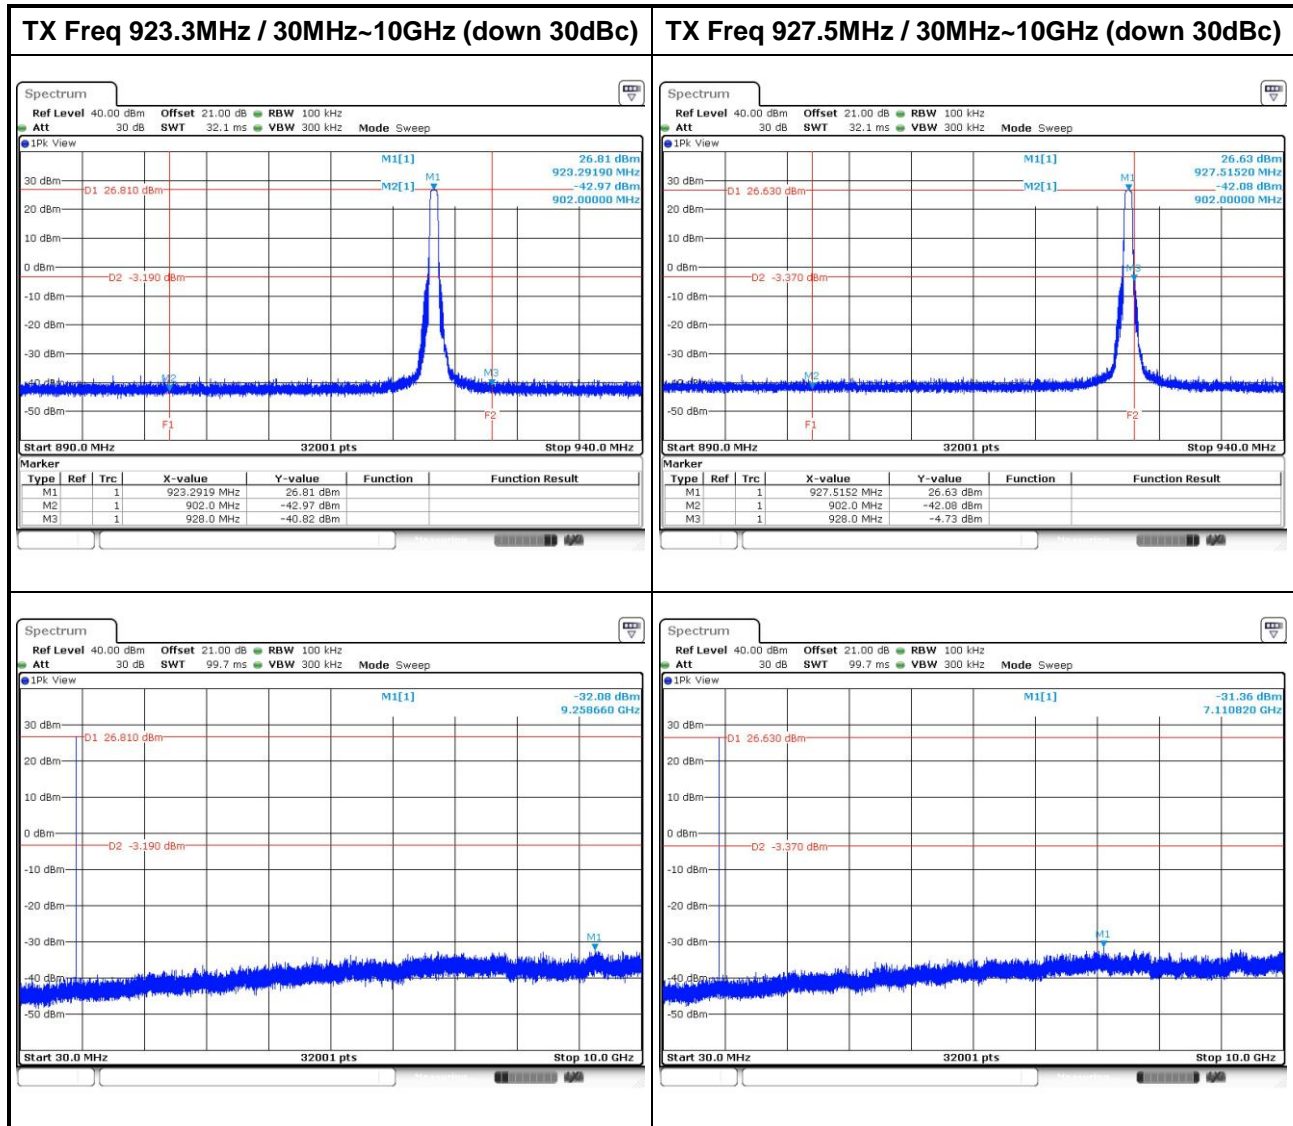 TX Freq 923.3MHz / 30MHz~10GHz (down 30dBc)
TX Freq 927.5MHz / 30MHz~10GHz (down 30dBc)
Spectrum
Ref Level 40.00 dBm Offset 21.00 dB RBW 100 kHz
Att 30 dB SWT 32.1 ms VBW 300 kHz Mode Sweep
1Pk View
M1[1] 26.81 dBm
923.29190 MHz
M2[1] -42.97 dBm
902.00000 MHz
M1
30 dBm
D1 26.810 dBm
20 dBm
10 dBm
0 dBm
D2 -3.190 dBm
-10 dBm
-20 dBm
-30 dBm
M2
M3
-40 dBm
-50 dBm
F1
F2
Start 890.0 MHz 32001 pts Stop 940.0 MHz
Marker
Type Ref Trc X-value Y-value Function Function Result
M1 1 923.2919 MHz 26.81 dBm
M2 1 902.0 MHz -42.97 dBm
M3 1 928.0 MHz -40.82 dBm
Spectrum
Ref Level 40.00 dBm Offset 21.00 dB RBW 100 kHz
Att 30 dB SWT 32.1 ms VBW 300 kHz Mode Sweep
1Pk View
M1[1] 26.63 dBm
927.51520 MHz
M2[1] -42.08 dBm
902.00000 MHz
M1
30 dBm
D1 26.630 dBm
20 dBm
10 dBm
0 dBm
M3
D2 -3.370 dBm
-10 dBm
-20 dBm
-30 dBm
M2
-40 dBm
-50 dBm
F1
F2
Start 890.0 MHz 32001 pts Stop 940.0 MHz
Marker
Type Ref Trc X-value Y-value Function Function Result
M1 1 927.5152 MHz 26.63 dBm
M2 1 902.0 MHz -42.08 dBm
M3 1 928.0 MHz -4.73 dBm
Spectrum
Ref Level 40.00 dBm Offset 21.00 dB RBW 100 kHz
Att 30 dB SWT 99.7 ms VBW 300 kHz Mode Sweep
1Pk View
M1[1] -32.08 dBm
9.258660 GHz
30 dBm
D1 26.810 dBm
20 dBm
10 dBm
0 dBm
D2 -3.190 dBm
-10 dBm
-20 dBm
-30 dBm
M1
-40 dBm
-50 dBm
Start 30.0 MHz 32001 pts Stop 10.0 GHz
Spectrum
Ref Level 40.00 dBm Offset 21.00 dB RBW 100 kHz
Att 30 dB SWT 99.7 ms VBW 300 kHz Mode Sweep
1Pk View
M1[1] -31.36 dBm
7.110820 GHz
30 dBm
D1 26.630 dBm
20 dBm
10 dBm
0 dBm
D2 -3.370 dBm
-10 dBm
-20 dBm
-30 dBm
M1
-40 dBm
-50 dBm
Start 30.0 MHz 32001 pts Stop 10.0 GHz